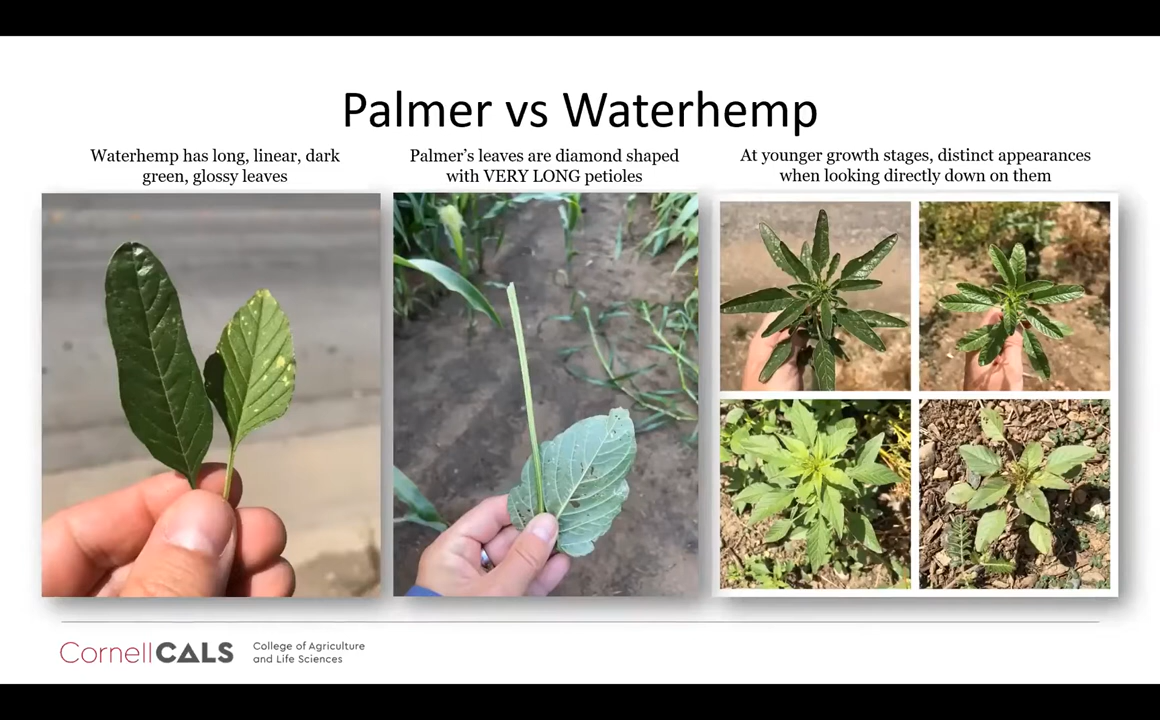 Palmer vs Waterhemp
Waterhemp has long, linear, dark
green, glossy leaves
Palmer’s leaves are diamond shaped
with VERY LONG petioles
At younger growth stages, distinct appearances
when looking directly down on them
CornellCALS
College of Agriculture
and Life Sciences